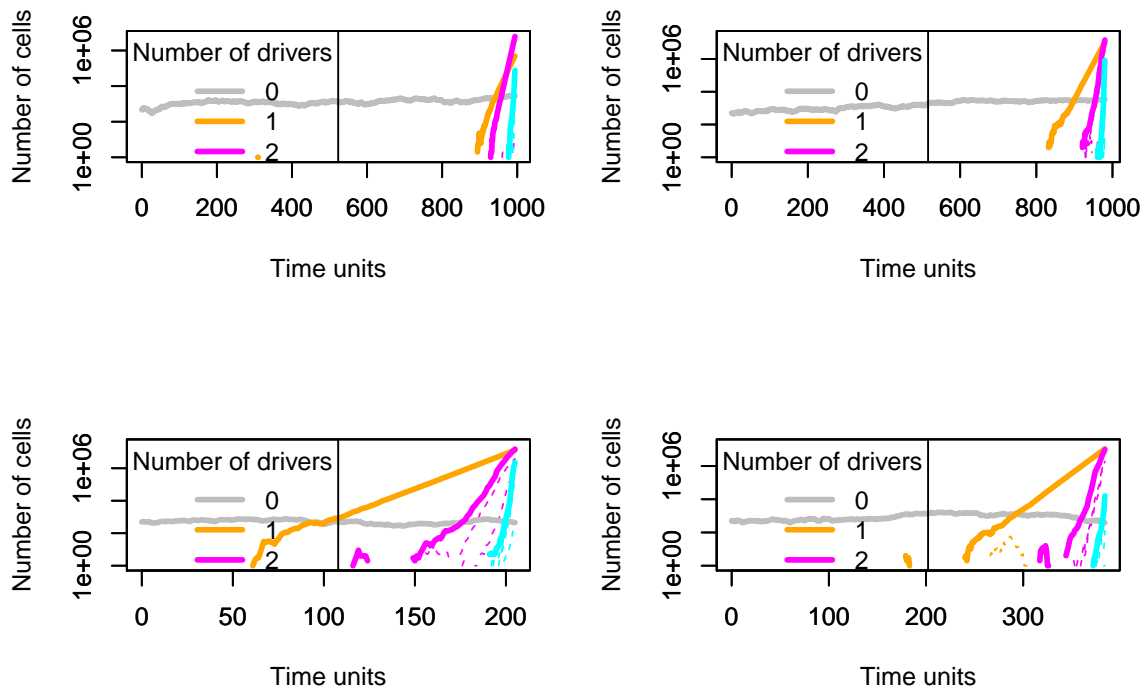 Number of cells
1e+06
1e+00
Number of drivers
0
1
2
0 200 400 600 800 1000
Time units
Number of cells
1e+06
1e+00
Number of drivers
0
1
2
0 200 400 600 800 1000
Time units
Number of cells
1e+06
1e+00
Number of drivers
0
1
2
0 50 100 150 200
Time units
Number of cells
1e+06
1e+00
Number of drivers
0
1
2
0 100 200 300
Time units